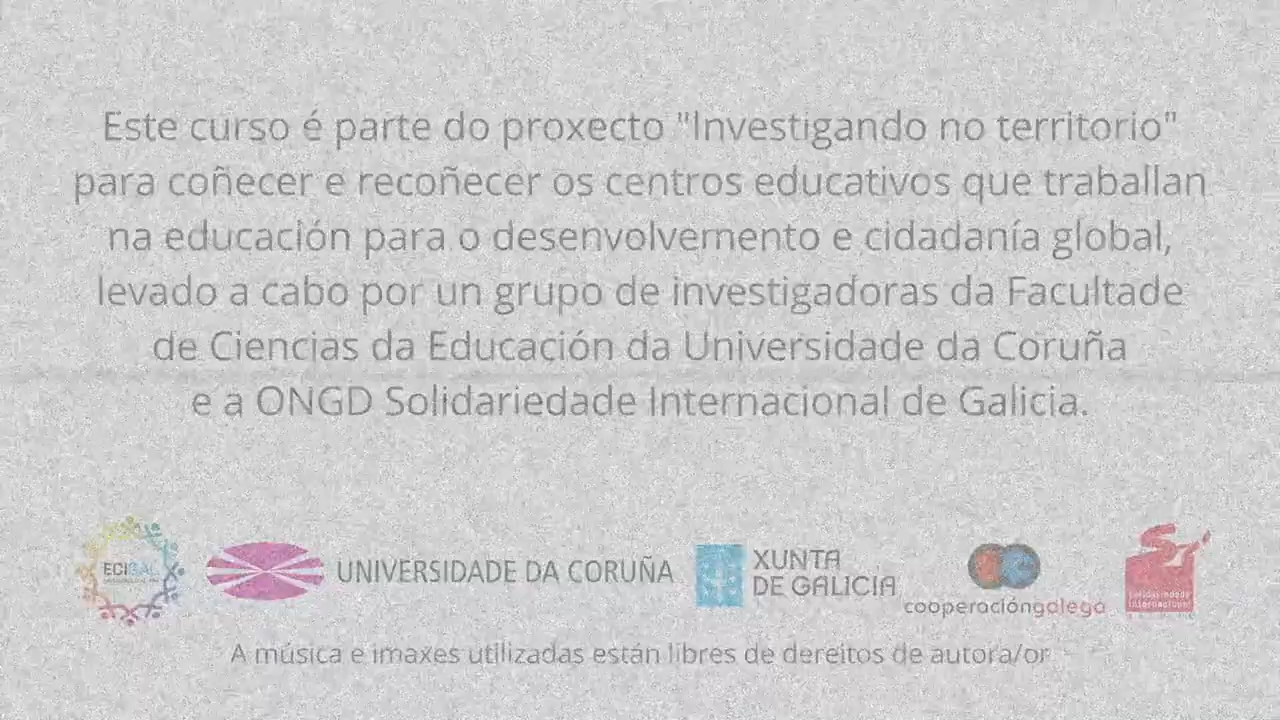 Este curso é parte do proxecto "Investigando no territorio"
para coñecer e recoñecer os centros educativos que traballan
na educación para o desenvolvemento e cidadanía global,
levado a cabo por un grupo de investigadoras da Facultade
de Ciencias da Educación da Universidade da Coruña
e a ONGD Solidariedade Internacional de Galicia.
ECIGAL
UNIVERSIDADE DA CORUÑA
XUNTA
DE GALICIA
cooperacióngalega
solidariedade
internacional
A música e imaxes utilizadas están libres de dereitos de autora/or